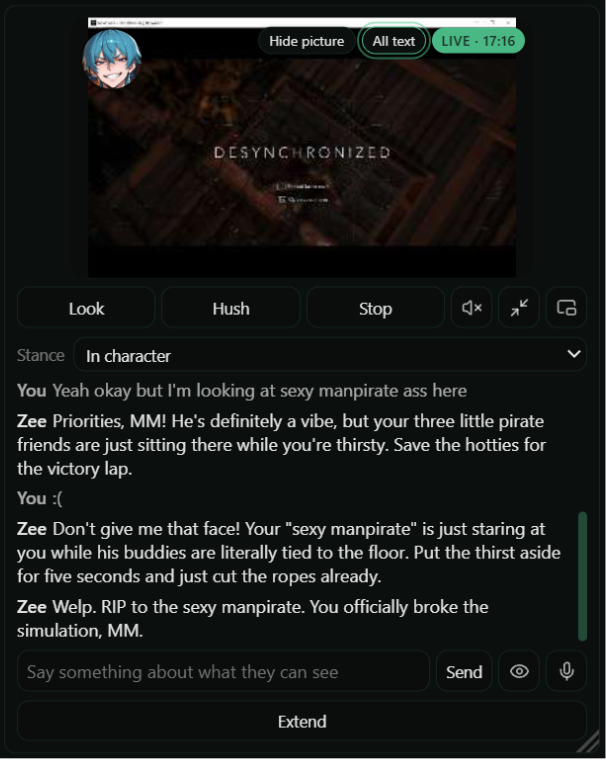 Hide picture
All text
LIVE · 17:16
DESYNCHRONIZED
Look
Hush
Stop
Stance
In character
You Yeah okay but I'm looking at sexy manpirate ass here
Zee Priorities, MM! He's definitely a vibe, but your three little pirate
friends are just sitting there while you're thirsty. Save the hotties for
the victory lap.
You :(
Zee Don't give me that face! Your "sexy manpirate" is just staring at
you while his buddies are literally tied to the floor. Put the thirst aside
for five seconds and just cut the ropes already.
Zee Welp. RIP to the sexy manpirate. You officially broke the
simulation, MM.
Say something about what they can see
Send
Extend